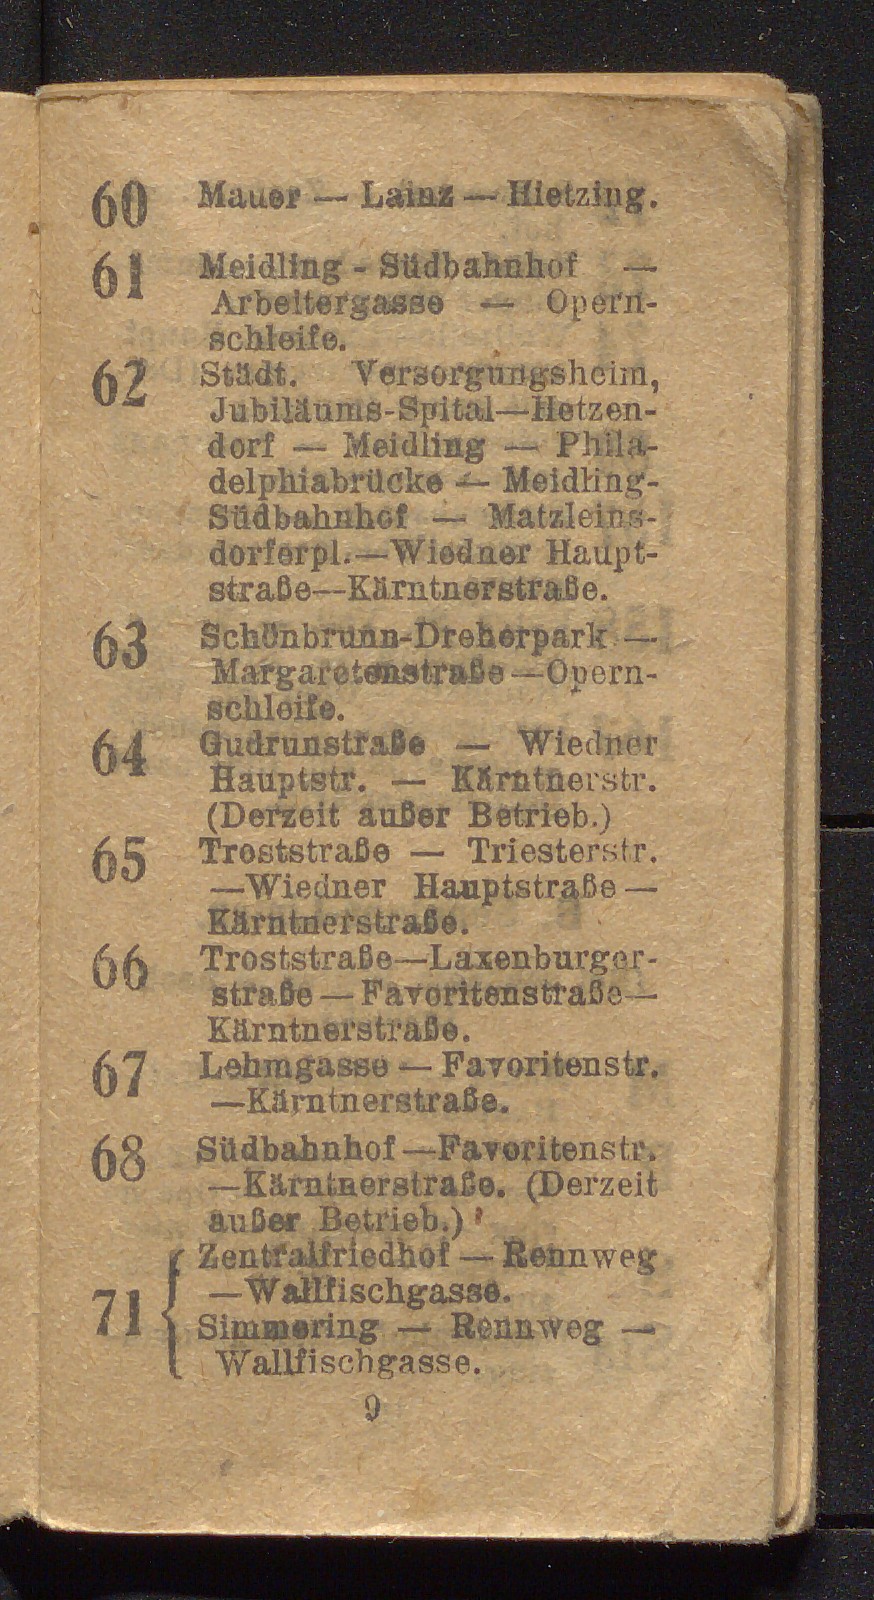 60 Mauer — Lainz — Hietzing.
61 Meidling - Südbahnhof —
Arbeitergasse — Opern-
schleife.
62 Städt. Versorgungsheim,
Jubiläums-Spital—Hetzen-
dorf — Meidling — Phila-
delphiabrücke — Meidling-
Südbahnhof — Matzleins-
dorferpl.—Wiedner Haupt-
straße—Kärntnerstraße.
63 Schönbrunn-Dreherpark —
Margaretenstraße—Opern-
schleife.
64 Gudrunstraße — Wiedner
Hauptstr. — Kärntnerstr.
(Derzeit außer Betrieb.)
65 Troststraße — Triesterstr.
—Wiedner Hauptstraße—
Kärntnerstraße.
66 Troststraße—Laxenburger-
straße—Favoritenstraße—
Kärntnerstraße.
67 Lehmgasse — Favoritenstr.
—Kärntnerstraße.
68 Südbahnhof—Favoritenstr.
—Kärntnerstraße. (Derzeit
außer Betrieb.)
71 { Zentralfriedhof — Rennweg
—Wallfischgasse.
Simmering — Rennweg —
Wallfischgasse.
9